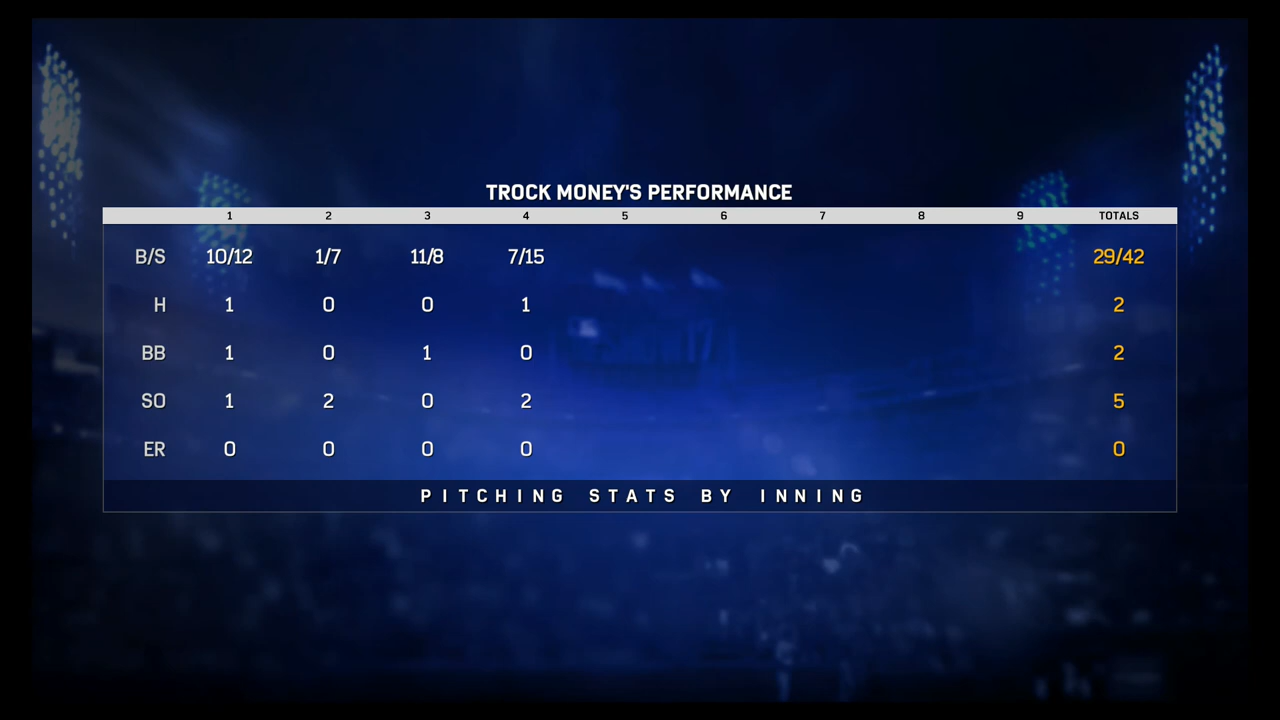 TROCK MONEY'S PERFORMANCE
1 2 3 4 5 6 7 8 9 TOTALS
B/S 10/12 1/7 11/8 7/15 29/42
H 1 0 0 1 2
BB 1 0 1 0 2
SO 1 2 0 2 5
ER 0 0 0 0 0
PITCHING STATS BY INNING